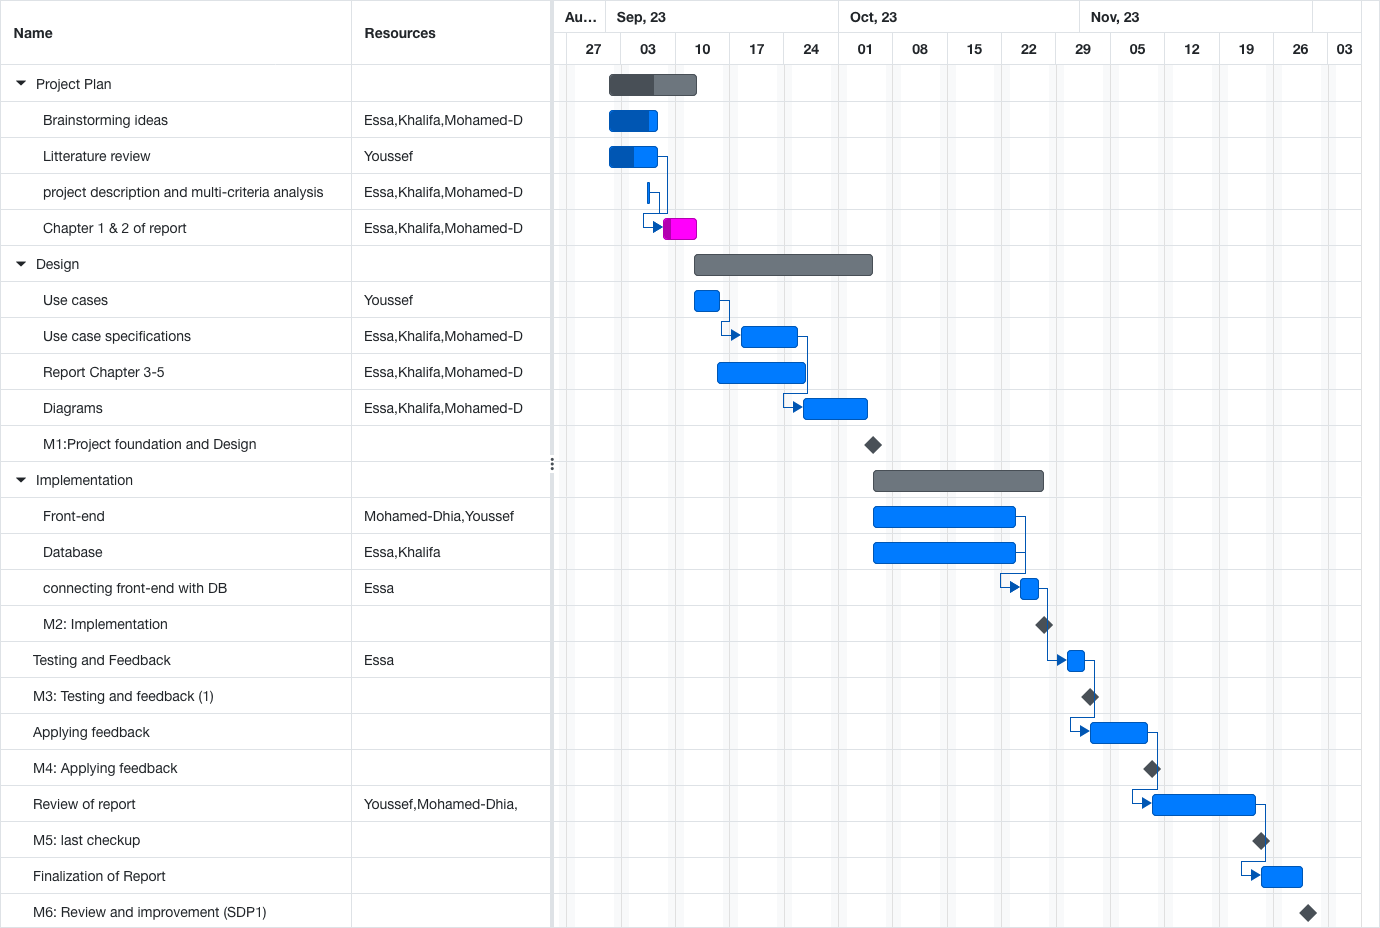 Name Resources Au... Sep, 23 Oct, 23 Nov, 23
27 03 10 17 24 01 08 15 22 29 05 12 19 26 03
Project Plan
Brainstorming ideas Essa,Khalifa,Mohamed-D
Litterature review Youssef
project description and multi-criteria analysis Essa,Khalifa,Mohamed-D
Chapter 1 & 2 of report Essa,Khalifa,Mohamed-D
Design
Use cases Youssef
Use case specifications Essa,Khalifa,Mohamed-D
Report Chapter 3-5 Essa,Khalifa,Mohamed-D
Diagrams Essa,Khalifa,Mohamed-D
M1:Project foundation and Design
Implementation
Front-end Mohamed-Dhia,Youssef
Database Essa,Khalifa
connecting front-end with DB Essa
M2: Implementation
Testing and Feedback Essa
M3: Testing and feedback (1)
Applying feedback
M4: Applying feedback
Review of report Youssef,Mohamed-Dhia,
M5: last checkup
Finalization of Report
M6: Review and improvement (SDP1)